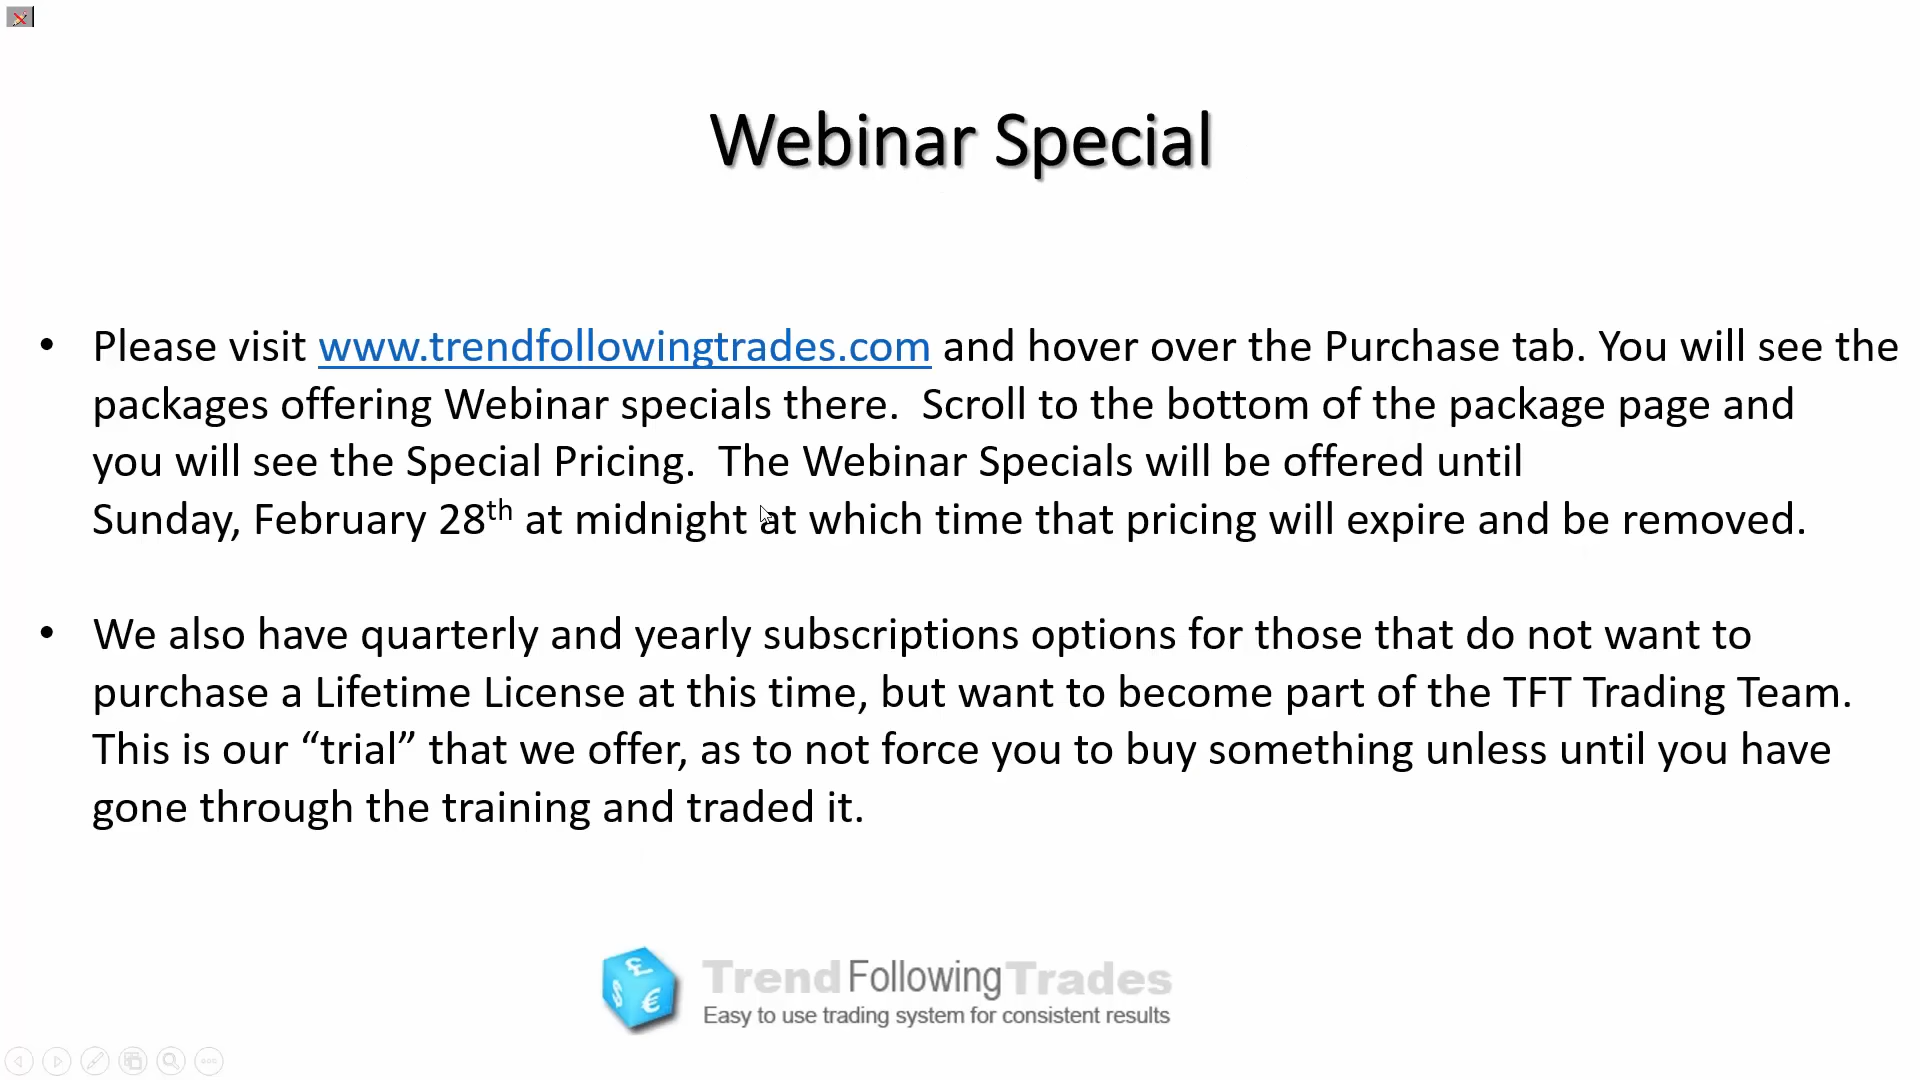 Webinar Special
• Please visit www.trendfollowingtrades.com and hover over the Purchase tab. You will see the
packages offering Webinar specials there.  Scroll to the bottom of the package page and
you will see the Special Pricing.  The Webinar Specials will be offered until
Sunday, February 28th at midnight at which time that pricing will expire and be removed.
• We also have quarterly and yearly subscriptions options for those that do not want to
purchase a Lifetime License at this time, but want to become part of the TFT Trading Team.
This is our “trial” that we offer, as to not force you to buy something unless until you have
gone through the training and traded it.
£ $ €
TrendFollowingTrades
Easy to use trading system for consistent results